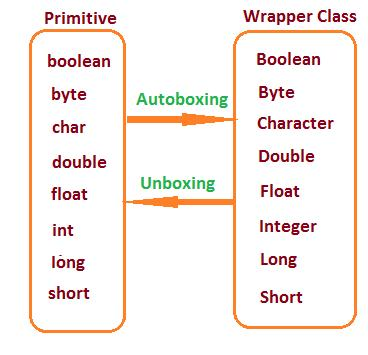 Primitive
Wrapper Class
boolean
byte
char
double
float
int
long
short
Autoboxing
Unboxing
Boolean
Byte
Character
Double
Float
Integer
Long
Short